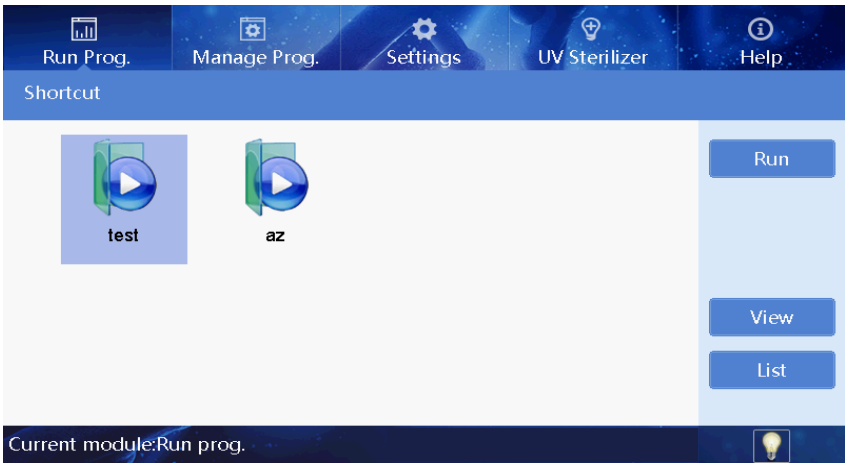 Run Prog.
Manage Prog.
Settings
UV Sterilizer
Help
Shortcut
test
az
Run
View
List
Current module:Run prog.